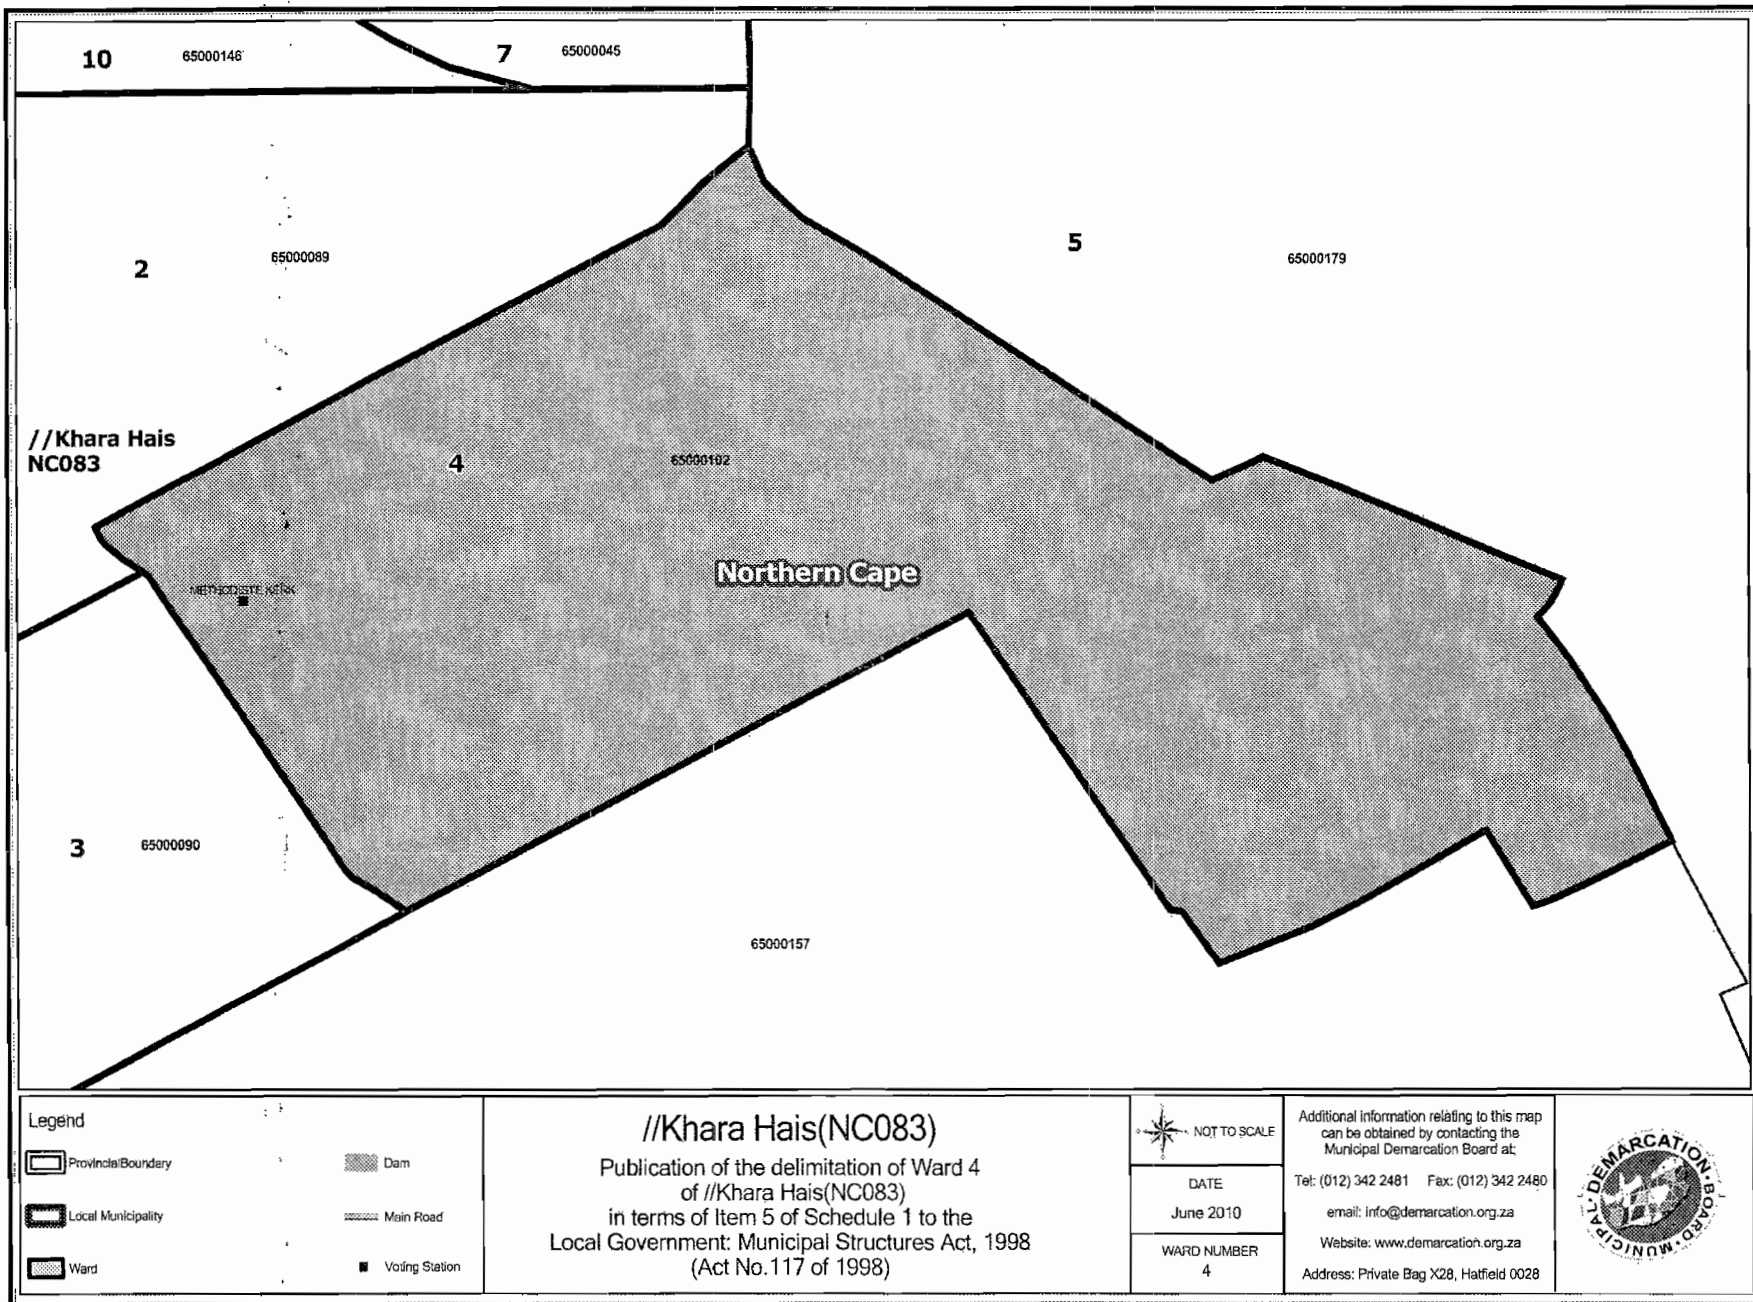 10
65000146
7
65000045
2
65000089
5
65000179
//Khara Hais
NC083
4
65000102
Northern Cape
METHODISTE KERK
3
65000090
65000157
Legend
Provincial Boundary
Local Municipality
Ward
Dam
Main Road
Voting Station
//Khara Hais(NC083)
Publication of the delimitation of Ward 4
of //Khara Hais(NC083)
in terms of Item 5 of Schedule 1 to the
Local Government: Municipal Structures Act, 1998
(Act No.117 of 1998)
NOT TO SCALE
DATE
June 2010
WARD NUMBER
4
Additional information relating to this map
can be obtained by contacting the
Municipal Demarcation Board at;
Tel: (012) 342 2481 Fax: (012) 342 2480
email: info@demarcation.org.za
Website: www.demarcation.org.za
Address: Private Bag X28, Hatfield 0028
MUNICIPAL DEMARCATION BOARD